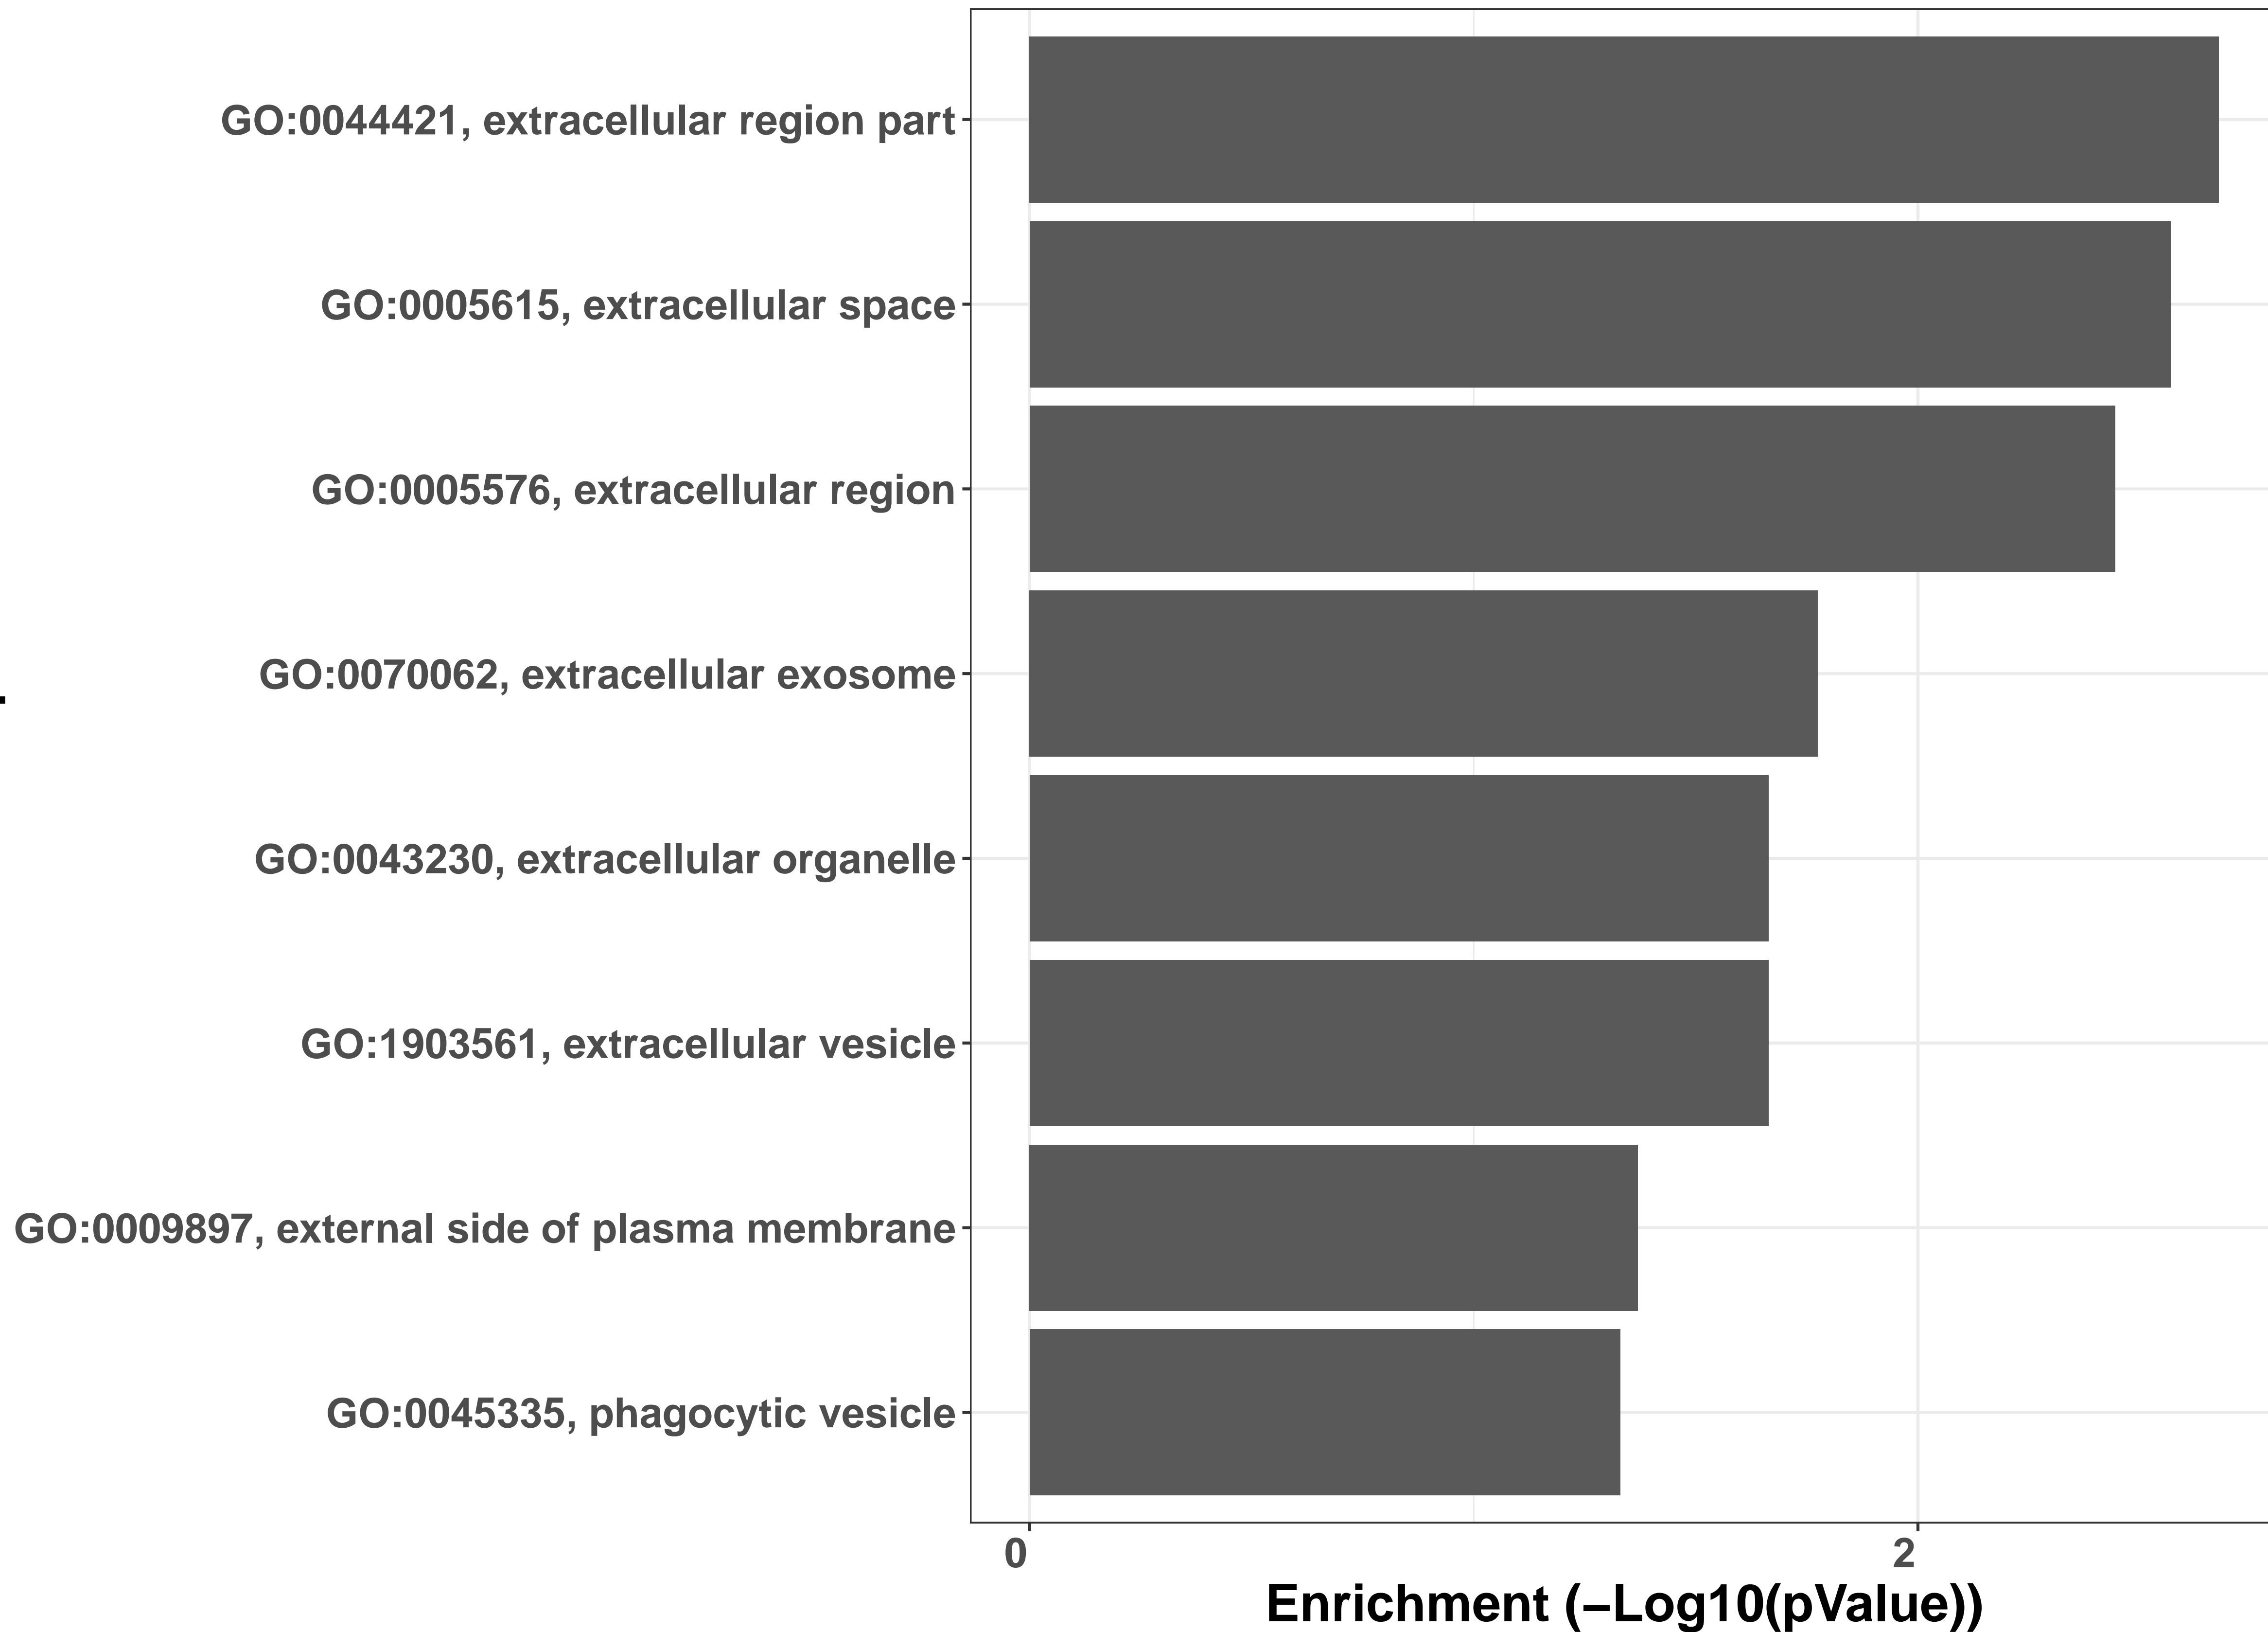 GO:0044421, extracellular region part
GO:0005615, extracellular space
GO:0005576, extracellular region
GO:0070062, extracellular exosome
GO:0043230, extracellular organelle
GO:1903561, extracellular vesicle
GO:0009897, external side of plasma membrane
GO:0045335, phagocytic vesicle
0 2
Enrichment (−Log10(pValue))